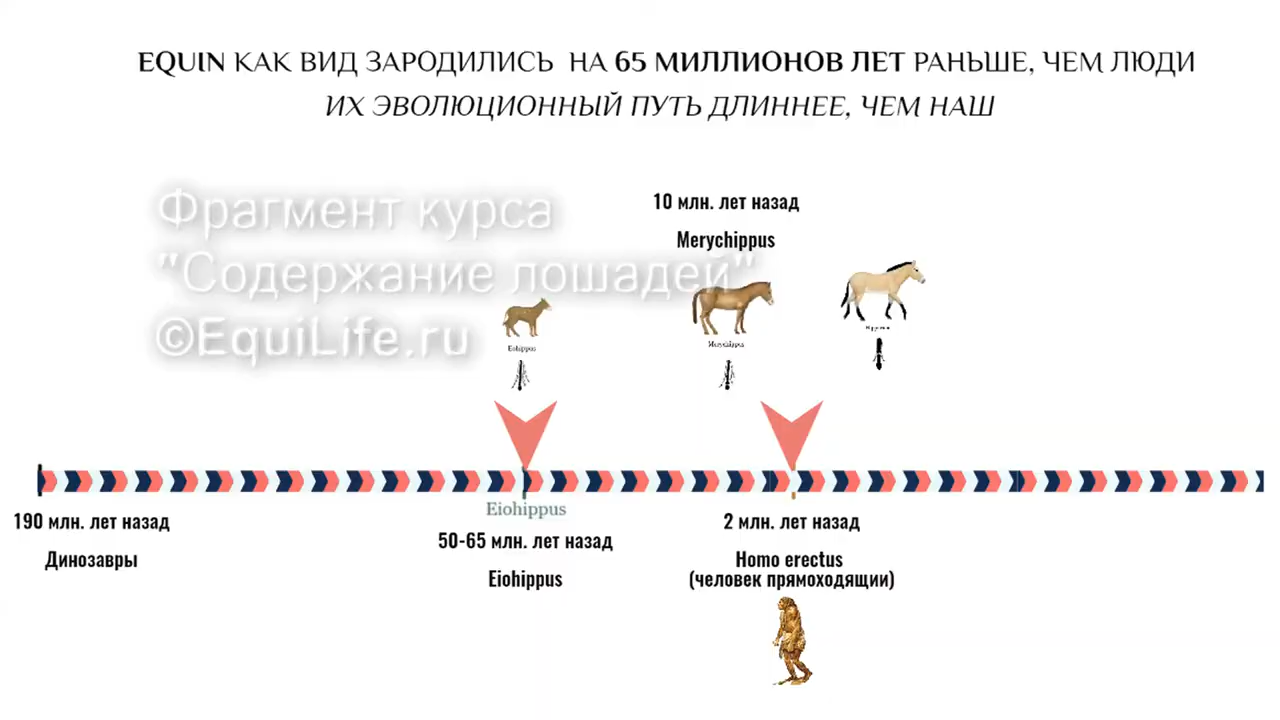 EQUIN КАК ВИД ЗАРОДИЛИСЬ НА 65 МИЛЛИОНОВ ЛЕТ РАНЬШЕ, ЧЕМ ЛЮДИ
ИХ ЭВОЛЮЦИОННЫЙ ПУТЬ ДЛИННЕЕ, ЧЕМ НАШ
Фрагмент курса
"Содержание лошадей"
©EquiLife.ru
10 млн. лет назад
Merychippus
Eohippus
Merychippus
Eiohippus
190 млн. лет назад
Динозавры
50-65 млн. лет назад
Eiohippus
2 млн. лет назад
Homo erectus
(человек прямоходящии)